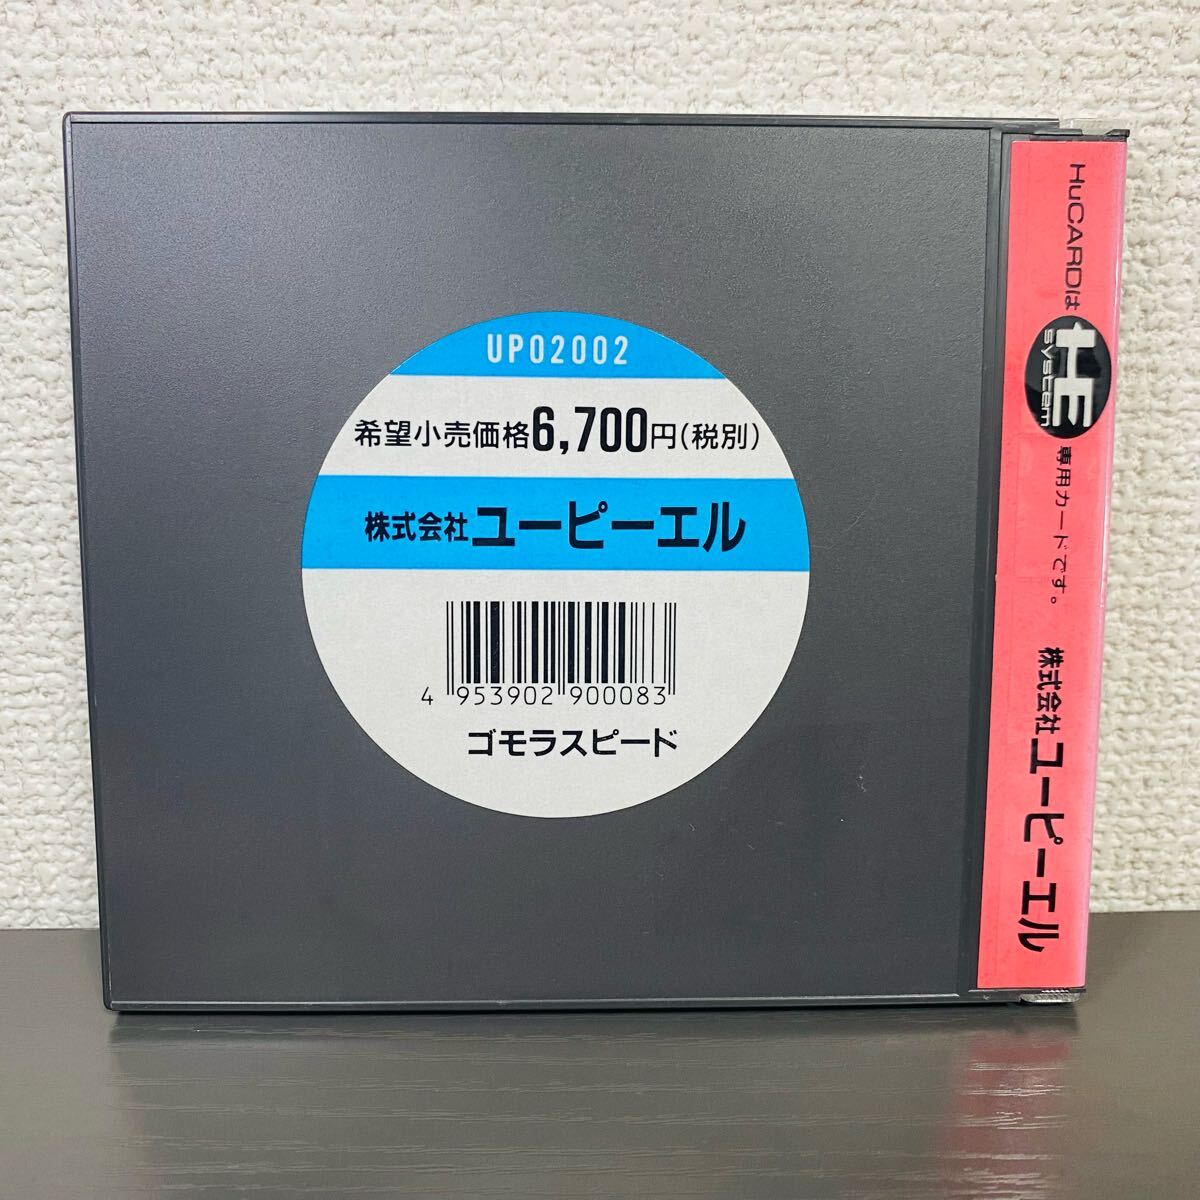 UP02002
希望小売価格6,700円(税別)
株式会社ユーピーエル
4 953902 900083
ゴモラスピード
HuCARDは HE system 専用カードです。 株式会社ユーピーエル